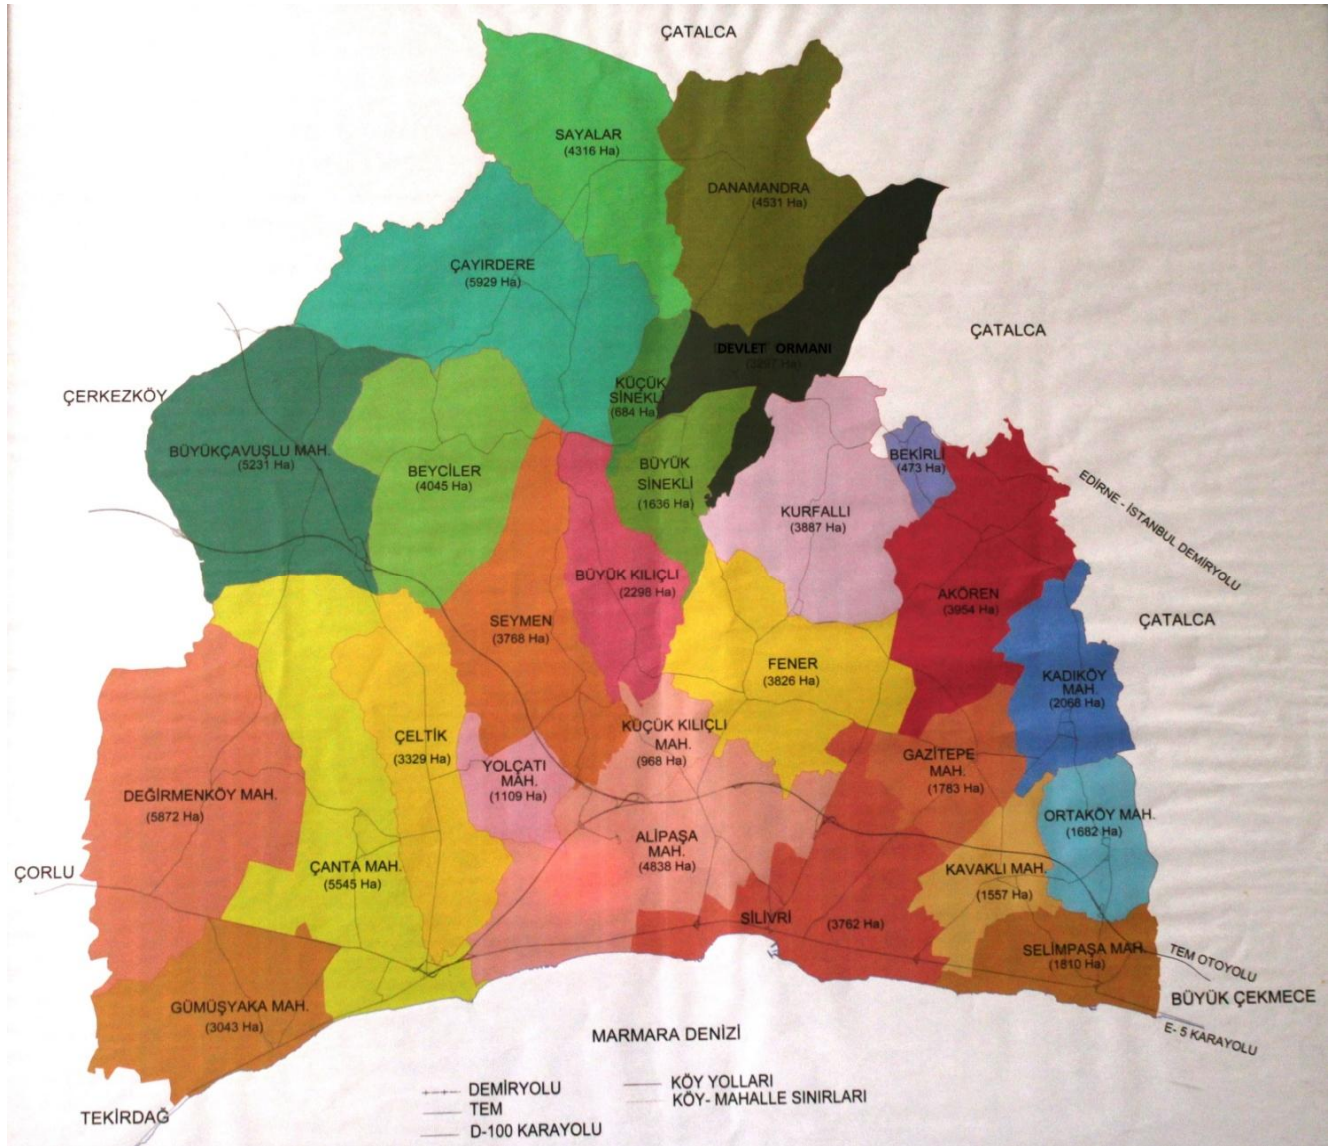 ÇATALCA
SAYALAR
(4316 Ha)
DANAMANDRA
(4531 Ha)
ÇAYIRDERE
(5929 Ha)
ÇATALCA
DEVLET ORMANI
(3297 Ha)
ÇERKEZKÖY
KÜÇÜK
SİNEKLİ
(684 Ha)
BÜYÜKÇAVUŞLU MAH.
(5231 Ha)
BEYCİLER
(4045 Ha)
BÜYÜK
SİNEKLİ
(1636 Ha)
BEKİRLİ
(473 Ha)
KURFALLI
(3887 Ha)
EDİRNE - İSTANBUL DEMİRYOLU
BÜYÜK KILIÇLI
(2298 Ha)
AKÖREN
(3954 Ha)
SEYMEN
(3768 Ha)
ÇATALCA
FENER
(3826 Ha)
KADIKÖY
MAH.
(2068 Ha)
KÜÇÜK KILIÇLI
MAH.
(968 Ha)
ÇELTİK
(3329 Ha)
GAZİTEPE
MAH.
(1783 Ha)
YOLÇATI
MAH.
(1109 Ha)
DEĞİRMENKÖY MAH.
(5872 Ha)
ORTAKÖY MAH.
(1682 Ha)
ALİPAŞA
MAH.
(4838 Ha)
ÇORLU
ÇANTA MAH.
(5545 Ha)
KAVAKLI MAH.
(1557 Ha)
SİLİVRİ
(3762 Ha)
SELİMPAŞA MAH.
(1810 Ha)
TEM OTOYOLU
BÜYÜK ÇEKMECE
GÜMÜŞYAKA MAH.
(3043 Ha)
E- 5 KARAYOLU
MARMARA DENİZİ
TEKİRDAĞ
DEMİRYOLU
TEM
D-100 KARAYOLU
KÖY YOLLARI
KÖY- MAHALLE SINIRLARI